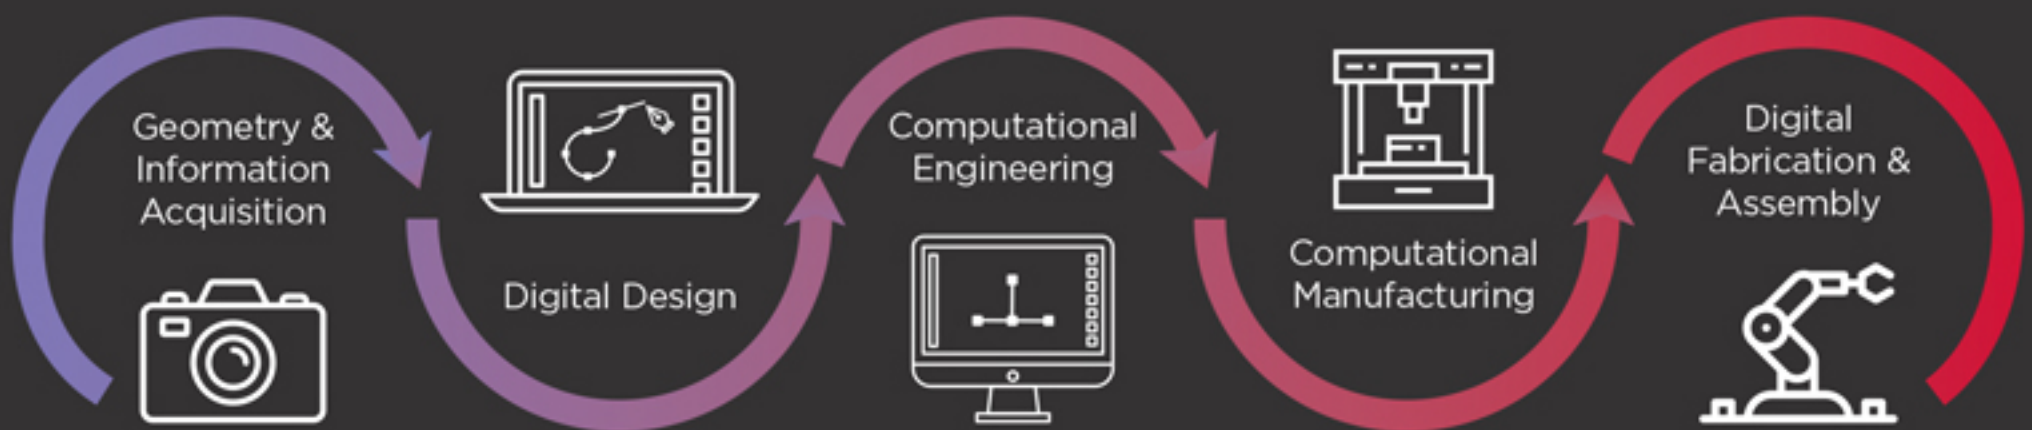 Geometry &
Information
Acquisition
Digital Design
Computational
Engineering
Computational
Manufacturing
Digital
Fabrication &
Assembly